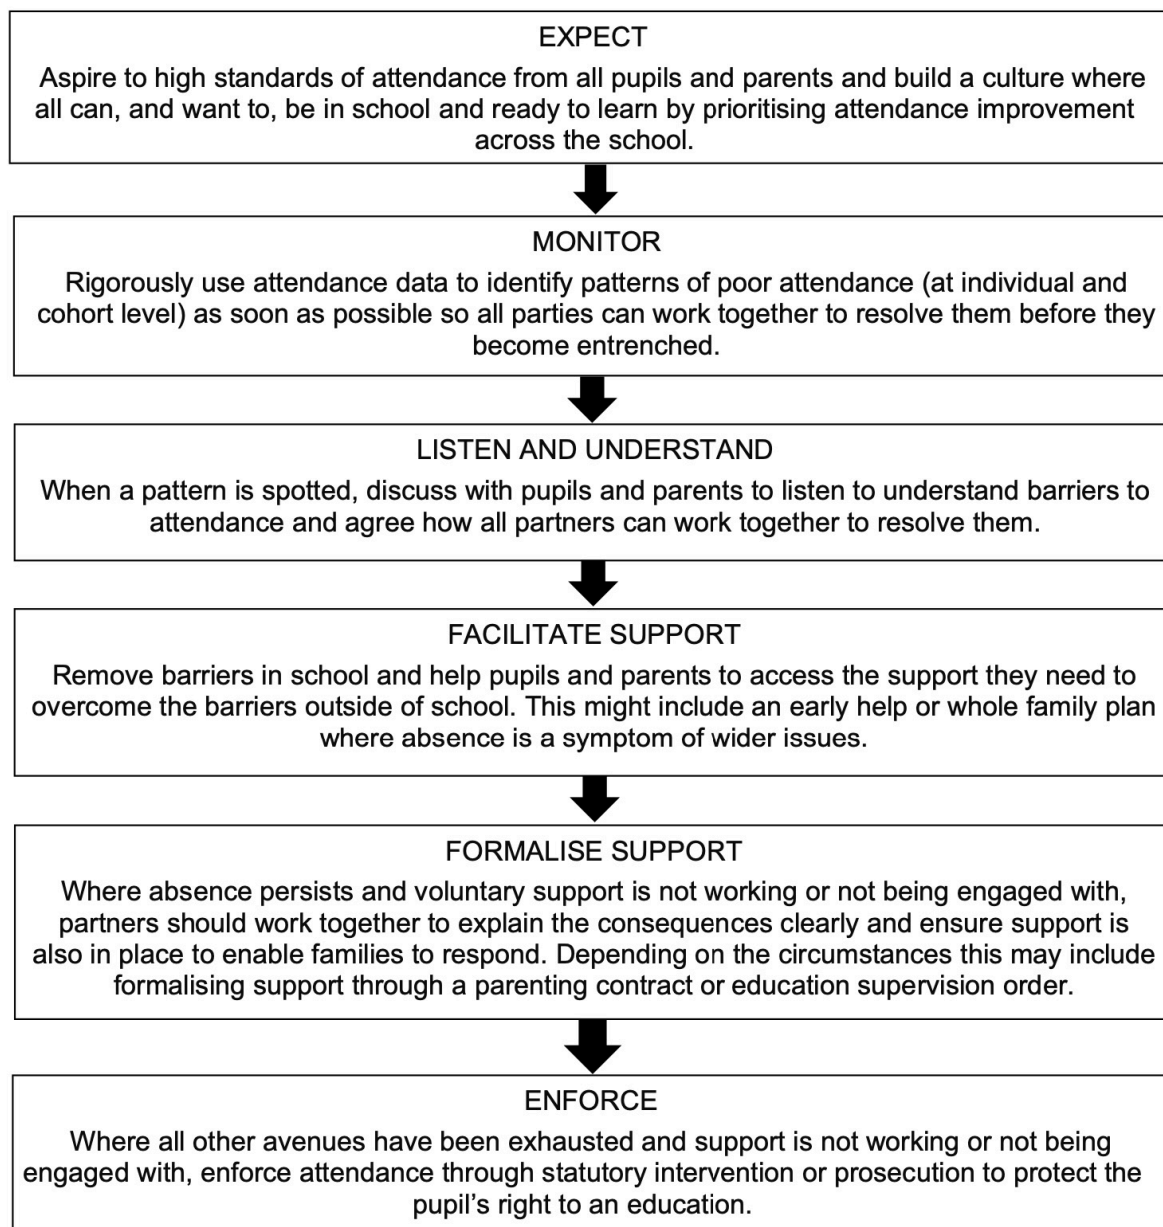 EXPECT
Aspire to high standards of attendance from all pupils and parents and build a culture where
all can, and want to, be in school and ready to learn by prioritising attendance improvement
across the school.
MONITOR
Rigorously use attendance data to identify patterns of poor attendance (at individual and
cohort level) as soon as possible so all parties can work together to resolve them before they
become entrenched.
LISTEN AND UNDERSTAND
When a pattern is spotted, discuss with pupils and parents to listen to understand barriers to
attendance and agree how all partners can work together to resolve them.
FACILITATE SUPPORT
Remove barriers in school and help pupils and parents to access the support they need to
overcome the barriers outside of school. This might include an early help or whole family plan
where absence is a symptom of wider issues.
FORMALISE SUPPORT
Where absence persists and voluntary support is not working or not being engaged with,
partners should work together to explain the consequences clearly and ensure support is
also in place to enable families to respond. Depending on the circumstances this may include
formalising support through a parenting contract or education supervision order.
ENFORCE
Where all other avenues have been exhausted and support is not working or not being
engaged with, enforce attendance through statutory intervention or prosecution to protect the
pupil’s right to an education.